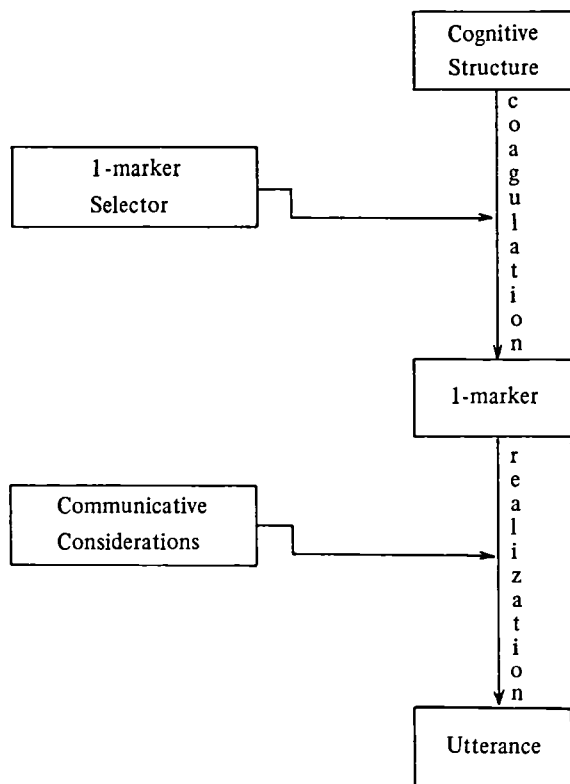 Cognitive
Structure
coagulation
1-marker
Selector
1-marker
realization
Communicative
Considerations
Utterance